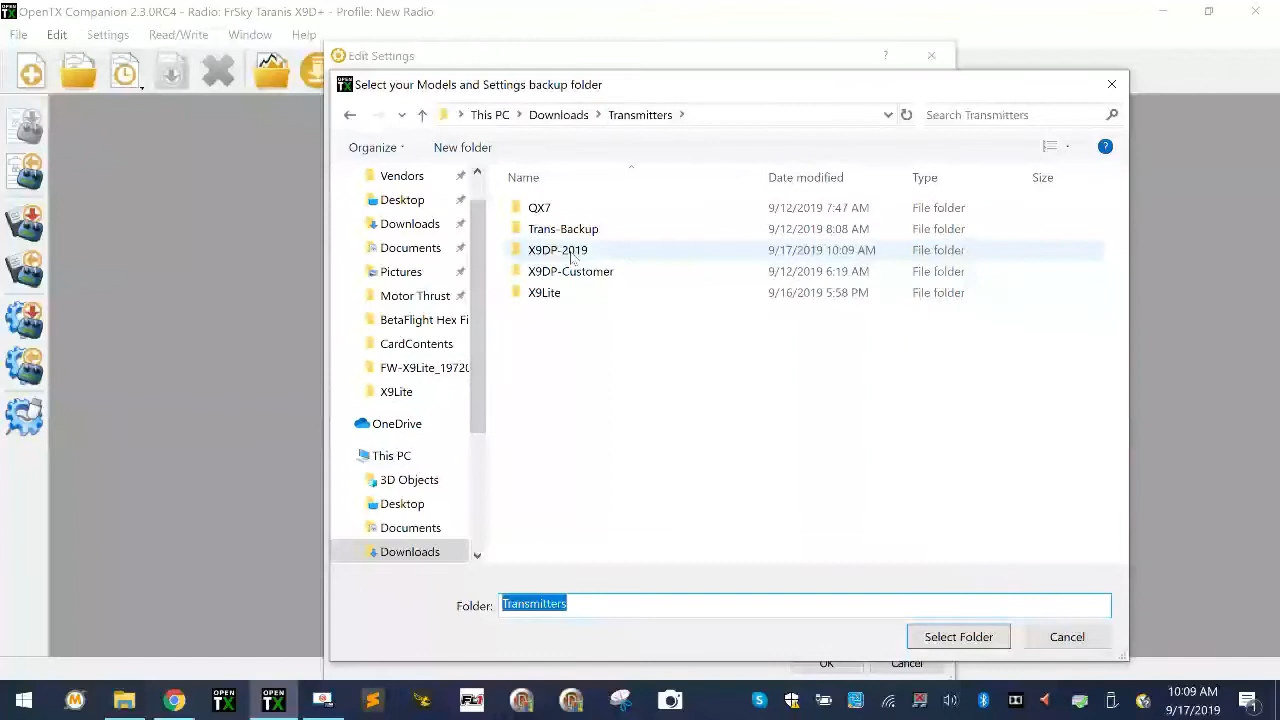 OpenTX Companion 2.3.0RC4 - Radio: FrSky Taranis X9D+ - Profile: New Radio
File Edit Settings Read/Write Window Help
Edit Settings
Select your Models and Settings backup folder
This PC Downloads Transmitters
Search Transmitters
Organize New folder
Name Date modified Type Size
Vendors
Desktop
Downloads
Documents
Pictures
Motor Thrust
BetaFlight Hex Fi
CardContents
FW-X9Lite_1972
X9Lite
OneDrive
This PC
3D Objects
Desktop
Documents
Downloads
QX7 9/12/2019 7:47 AM File folder
Trans-Backup 9/12/2019 8:08 AM File folder
X9DP-2019 9/17/2019 10:09 AM File folder
X9DP-Customer 9/12/2019 6:19 AM File folder
X9Lite 9/16/2019 5:58 PM File folder
Folder: Transmitters
Select Folder Cancel
OK Cancel
OPEN TX
OPEN TX
10:09 AM
9/17/2019